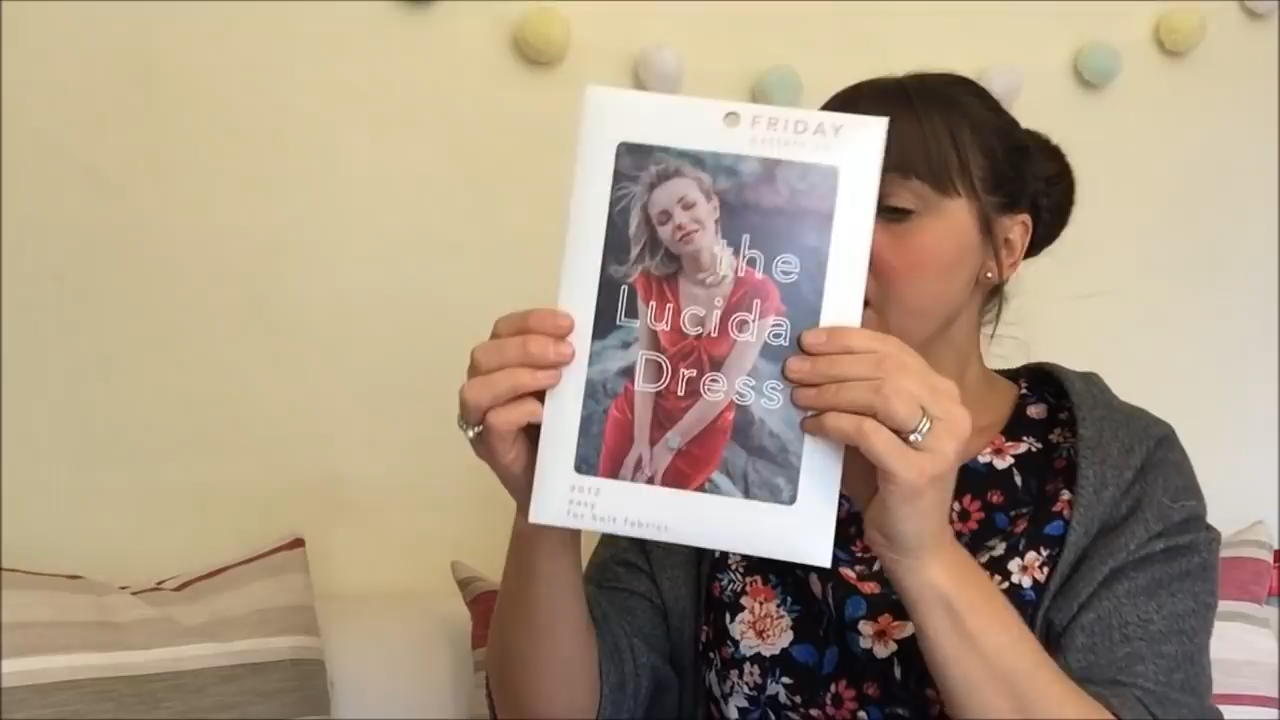 FRIDAY
pattern co.
the
Lucida
Dress
easy
for knit fabrics